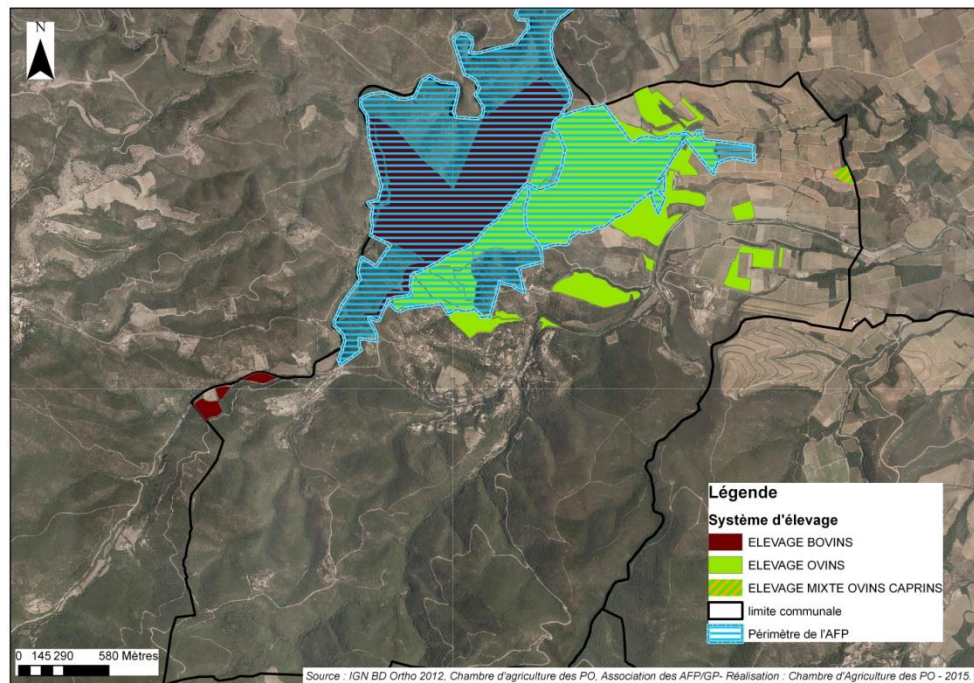 N
Légende
Système d'élevage
ELEVAGE BOVINS
ELEVAGE OVINS
ELEVAGE MIXTE OVINS CAPRINS
limite communale
Périmètre de l'AFP
0 145 290 580 Mètres
Source : IGN BD Ortho 2012, Chambre d'agriculture des PO, Association des AFP/GP- Réalisation : Chambre d'Agriculture des PO - 2015.